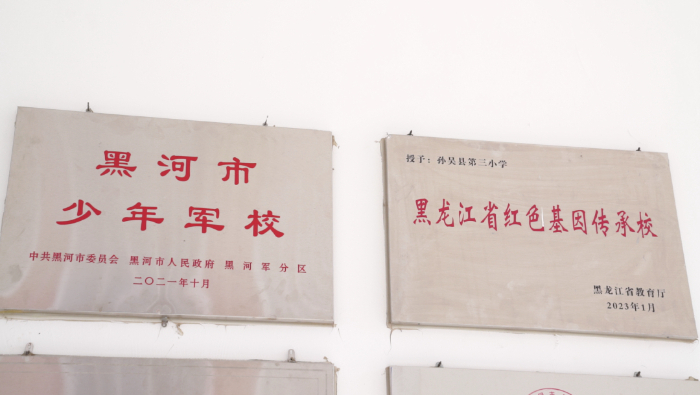 黑河市
少年军校
中共黑河市委员会 黑河市人民政府 黑河军分区
二〇二一年十月
授予：孙吴县第三小学
黑龙江省红色基因传承校
黑龙江省教育厅
2023年1月